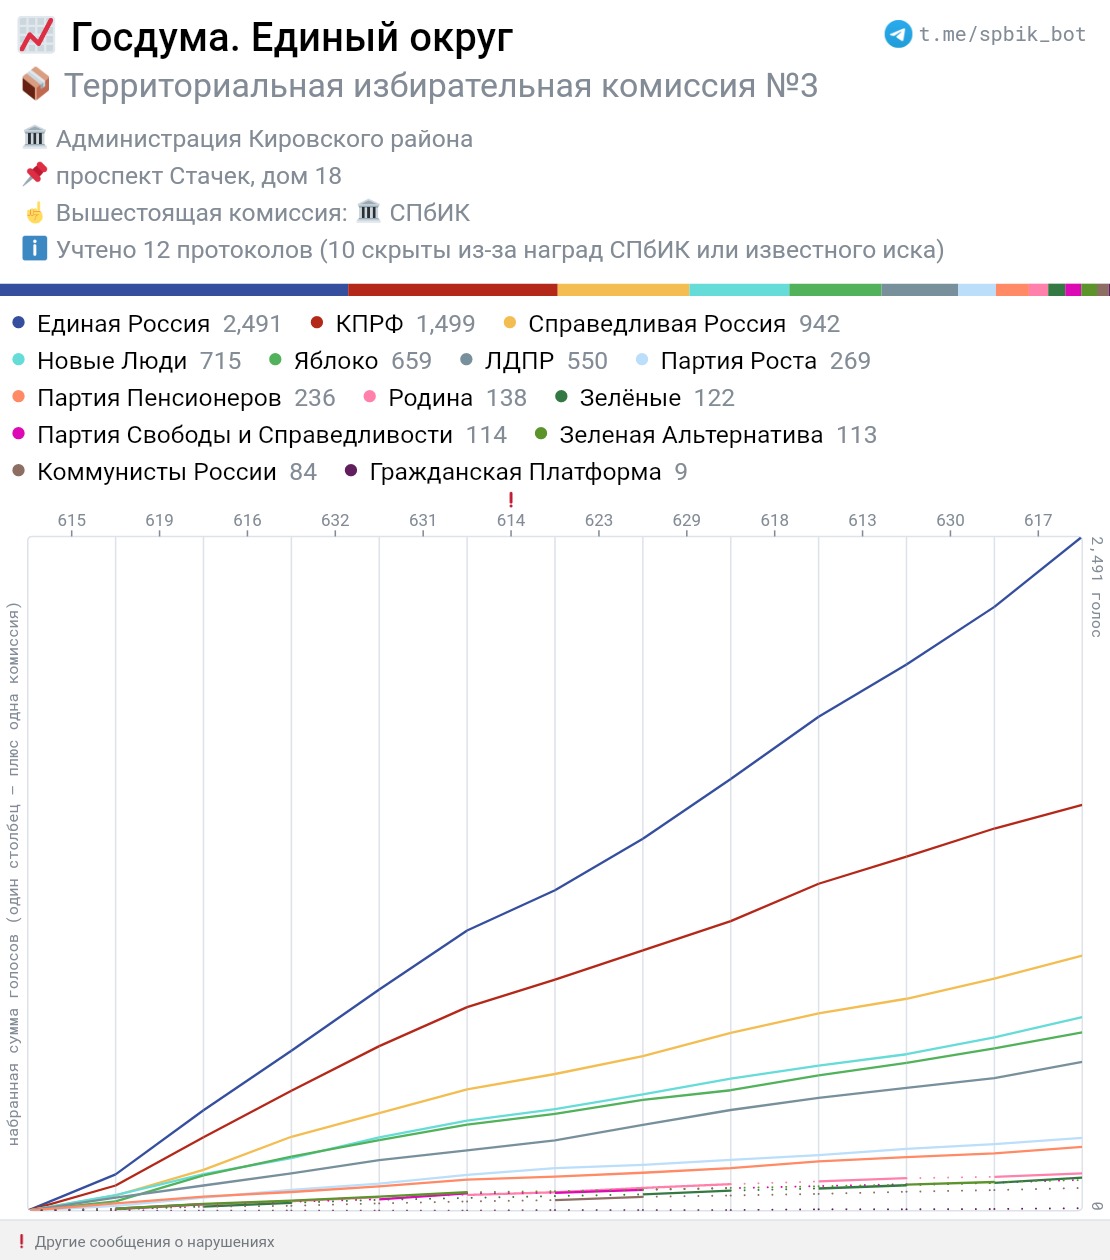 Госдума. Единый округ
t.me/spbik_bot
Территориальная избирательная комиссия №3
Администрация Кировского района
проспект Стачек, дом 18
Вышестоящая комиссия: СПбИК
Учтено 12 протоколов (10 скрыты из-за наград СПбИК или известного иска)
Единая Россия 2,491 КПРФ 1,499 Справедливая Россия 942
Новые Люди 715 Яблоко 659 ЛДПР 550 Партия Роста 269
Партия Пенсионеров 236 Родина 138 Зелёные 122
Партия Свободы и Справедливости 114 Зеленая Альтернатива 113
Коммунисты России 84 Гражданская Платформа 9
615 619 616 632 631 614 623 629 618 613 630 617
2,491 голос
набранная сумма голосов (один столбец – плюс одна комиссия)
0
Другие сообщения о нарушениях